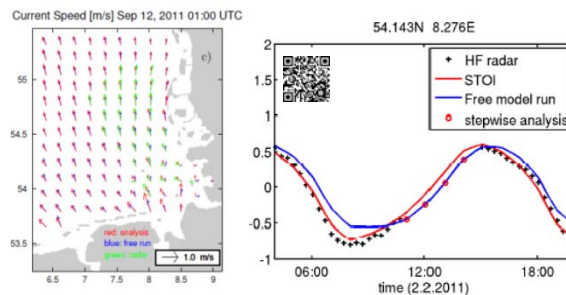 Current Speed [m/s] Sep 12, 2011 01:00 UTC
c)
55
55
54.5
54
53.5
6.5
7
7.5
8
8.5
9
red: analysis
blue: free run
green: radar
1.0 m/s
54.143N 8.276E
2
1.5
1
0.5
0
-0.5
-1
HF radar
STOI
Free model run
stepwise analysis
06:00
12:00
18:00
time (2.2.2011)